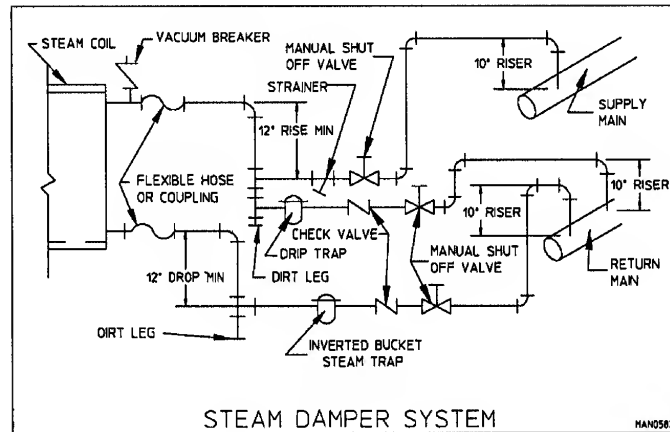 STEAM COIL
VACUUM BREAKER
MANUAL SHUT
OFF VALVE
STRAINER
10" RISER
SUPPLY
MAIN
12" RISE MIN
FLEXIBLE HOSE
OR COUPLING
10" RISER
10" RISER
CHECK VALVE
DRIP TRAP
MANUAL SHUT
OFF VALVE
RETURN
MAIN
12" DROP MIN
DIRT LEG
DIRT LEG
INVERTED BUCKET
STEAM TRAP
STEAM DAMPER SYSTEM